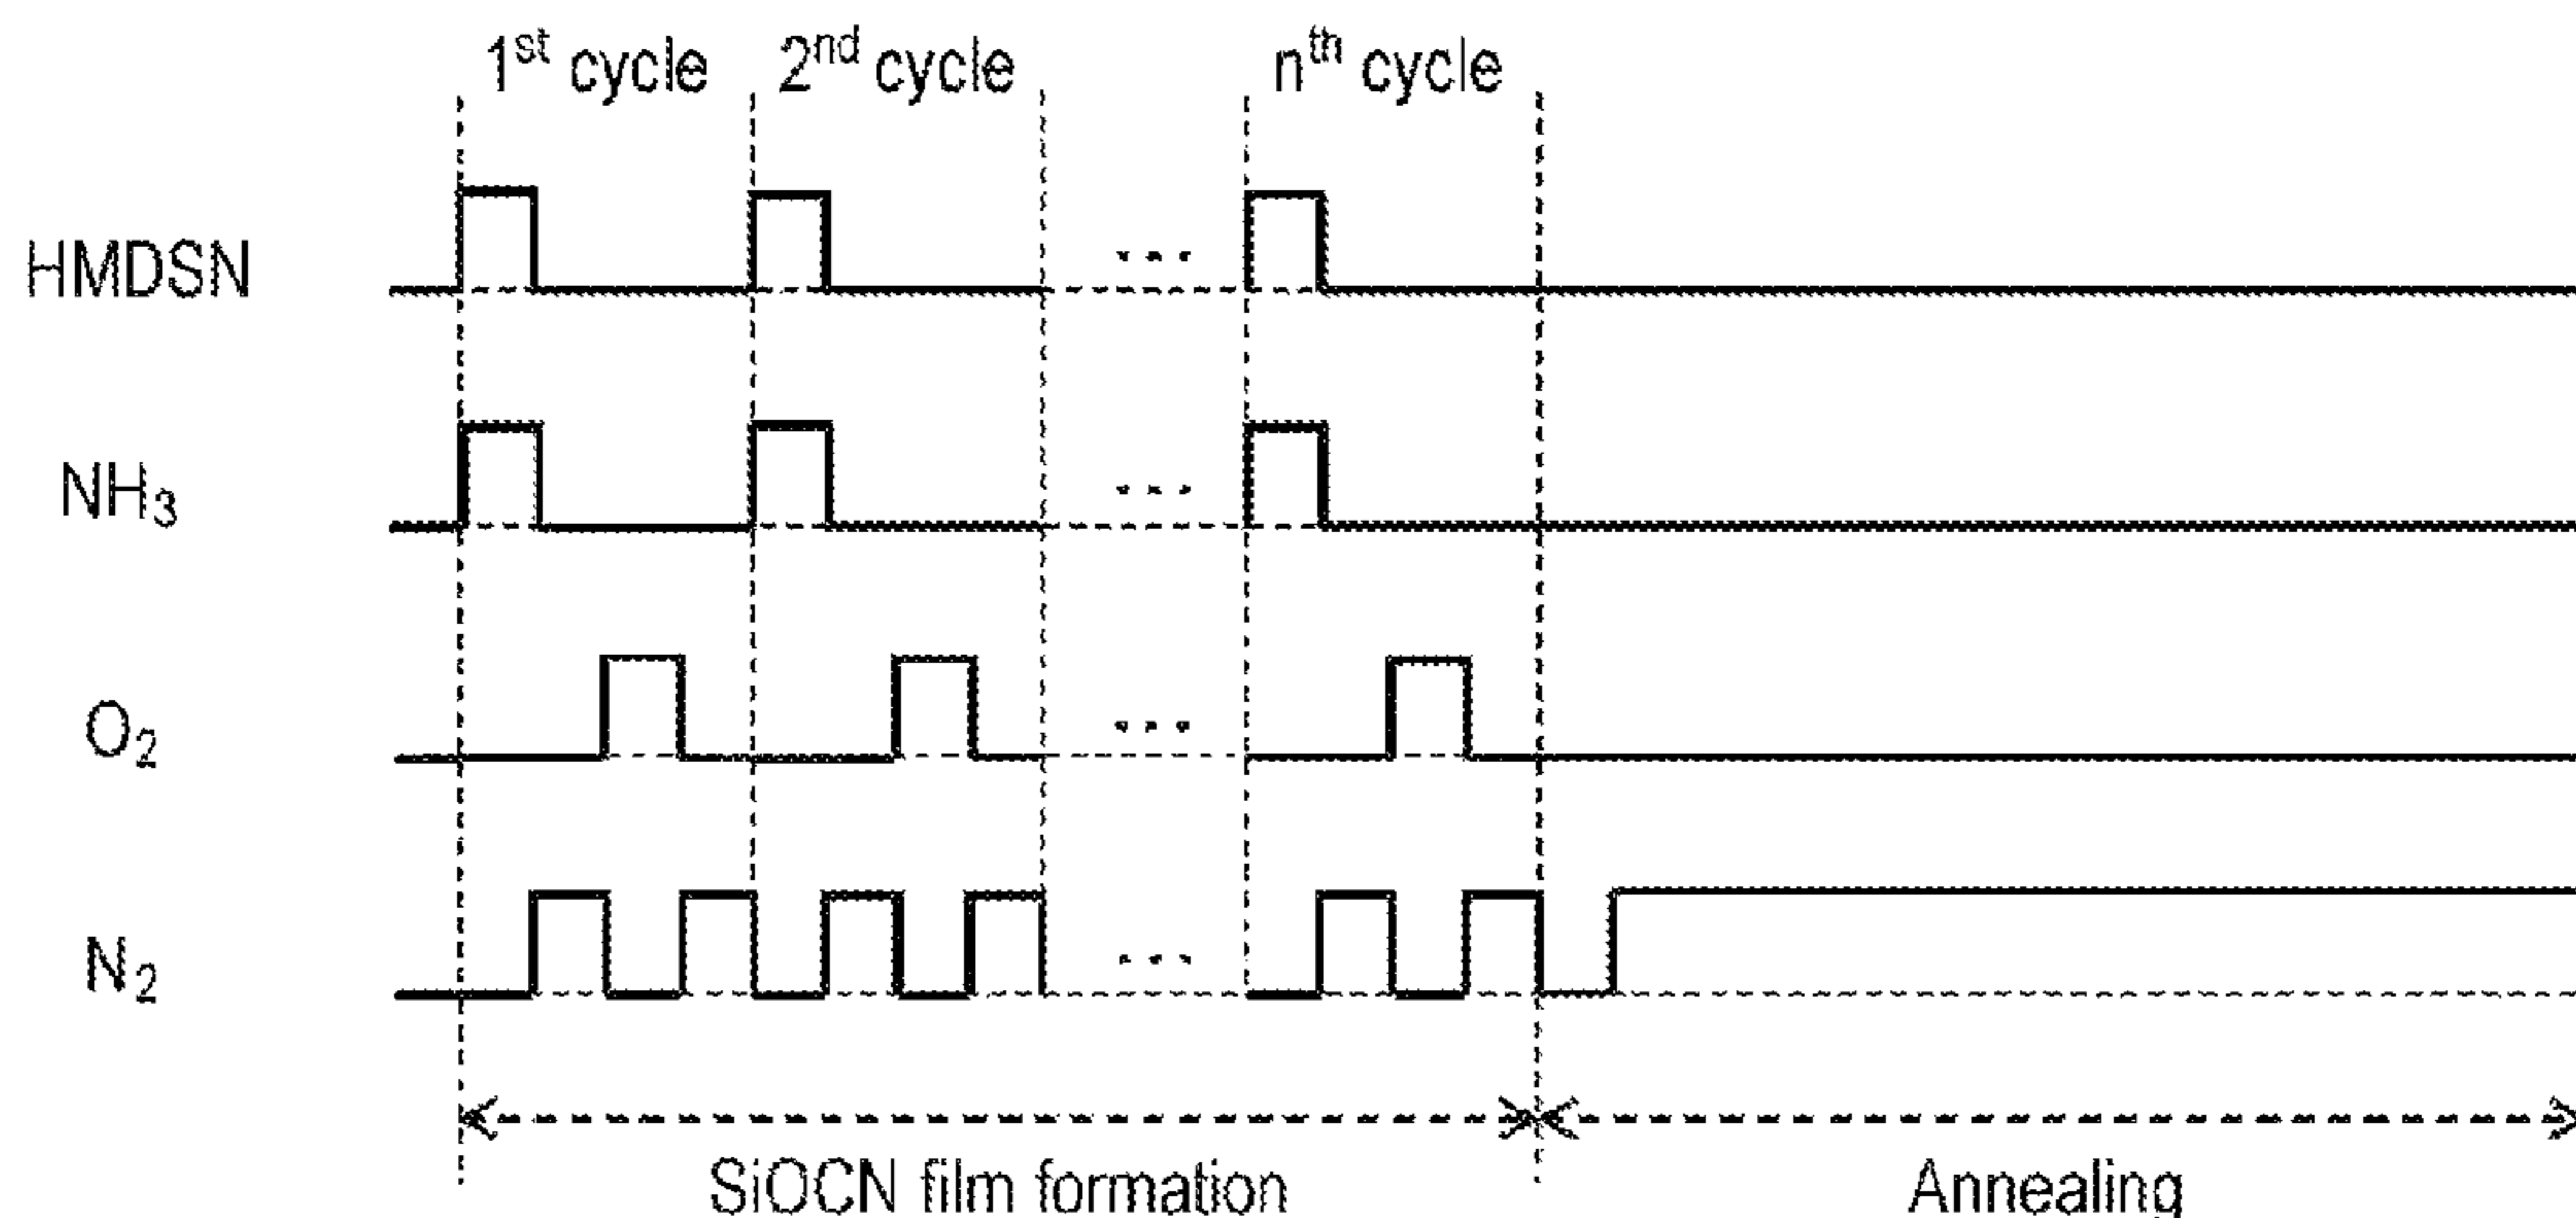 1st cycle 2nd cycle nth cycle
HMDSN ...
NH3 ...
O2 ...
N2 ...
SiOCN film formation Annealing